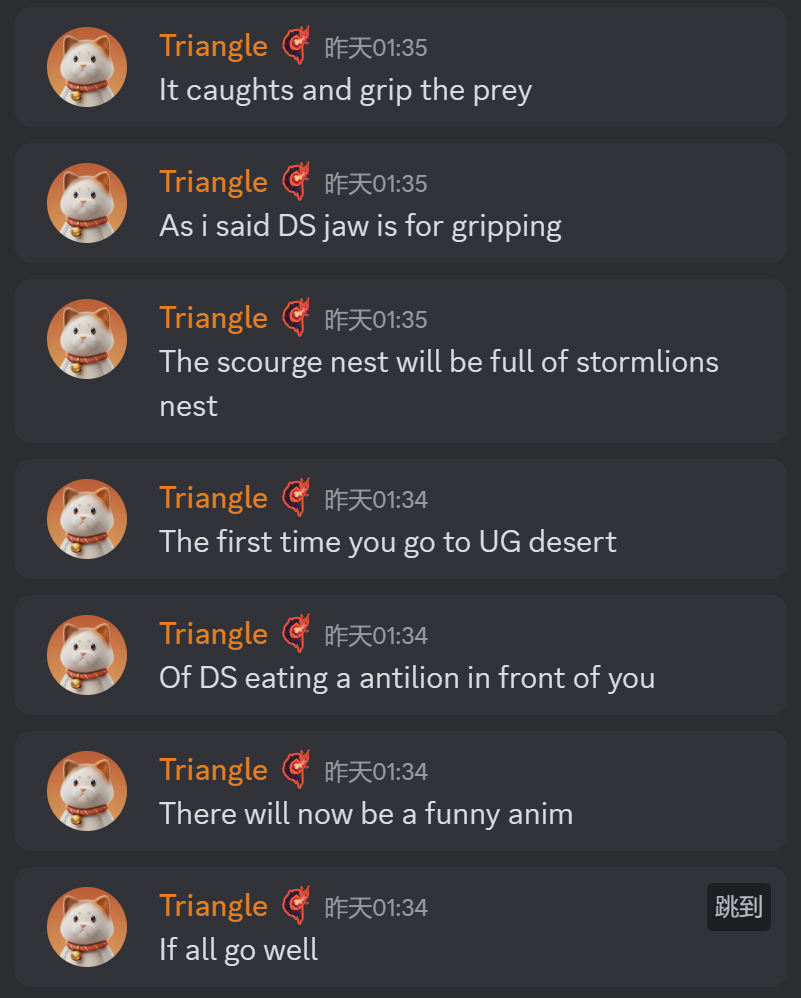 Triangle 昨天01:35
It caughts and grip the prey
Triangle 昨天01:35
As i said DS jaw is for gripping
Triangle 昨天01:35
The scourge nest will be full of stormlions
nest
Triangle 昨天01:34
The first time you go to UG desert
Triangle 昨天01:34
Of DS eating a antilion in front of you
Triangle 昨天01:34
There will now be a funny anim
Triangle 昨天01:34
跳到
If all go well